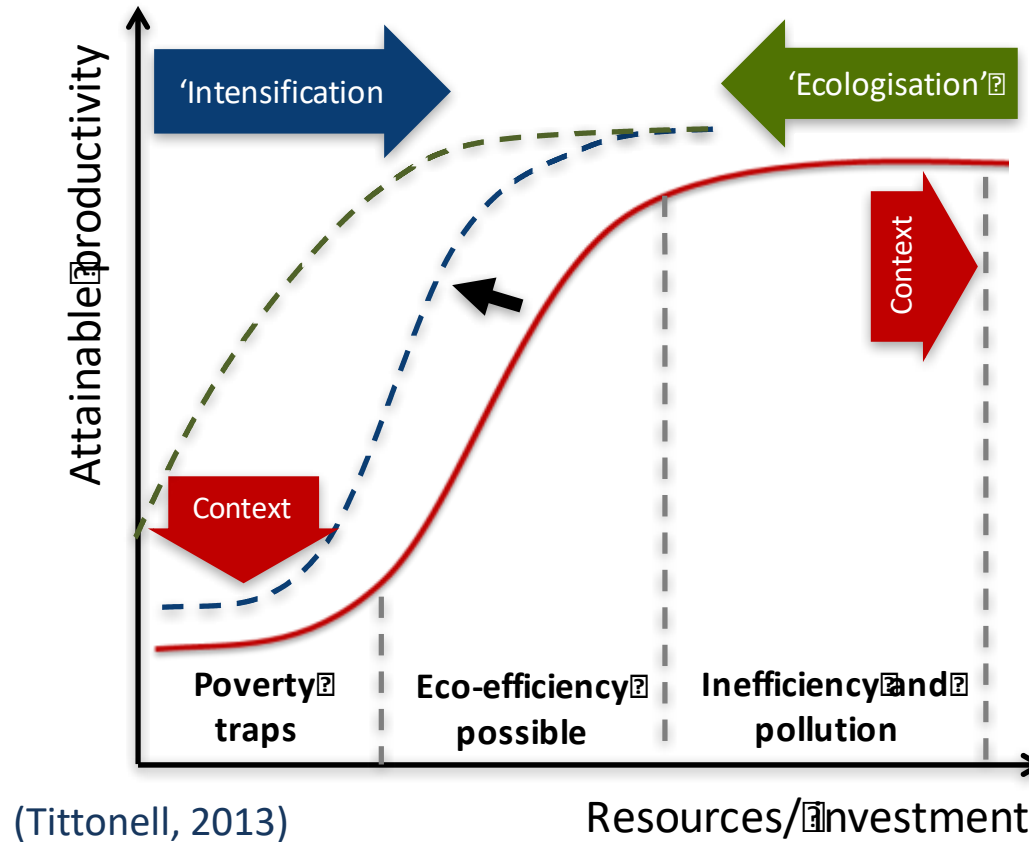 Attainable⍰productivity
‘Intensification
‘Ecologisation’⍰
Context
Context
Poverty⍰
traps
Eco-efficiency⍰
possible
Inefficiency⍰and⍰
pollution
(Tittonell, 2013)
Resources/⍰Investment